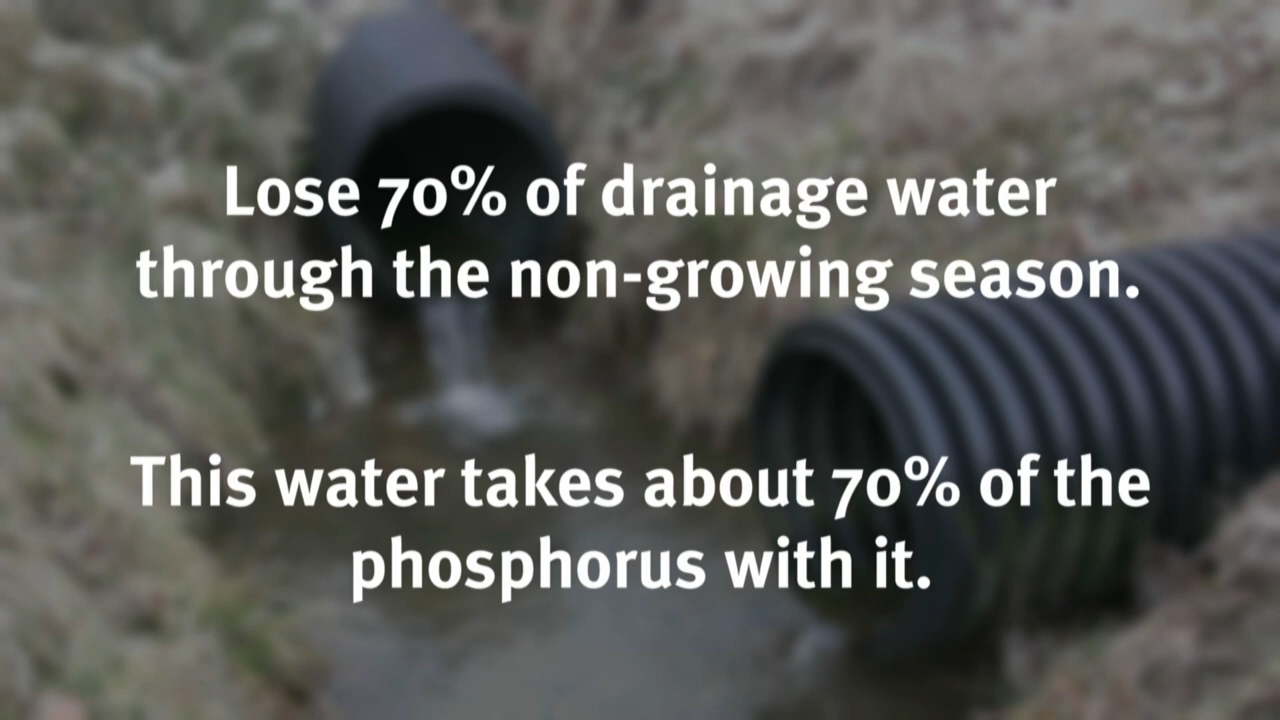 Lose 70% of drainage water
through the non-growing season.
This water takes about 70% of the
phosphorus with it.